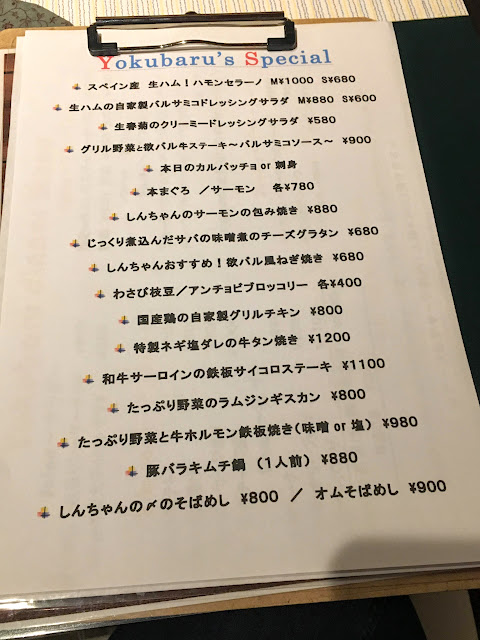 Yokubaru's Special
スペイン産 生ハム!ハモンセラーノ M¥1000 S¥680
生ハムの自家製バルサミコドレッシングサラダ M¥880 S¥600
生春菊のクリーミードレッシングサラダ ¥580
グリル野菜と欲バル牛ステーキ〜バルサミコソース〜 ¥900
本日のカルパッチョor 刺身
本まぐろ /サーモン 各¥780
しんちゃんのサーモンの包み焼き ¥880
じっくり煮込んだサバの味噌煮のチーズグラタン ¥680
しんちゃんおすすめ!欲バル風ねぎ焼き ¥680
わさび枝豆/アンチョビブロッコリー 各¥400
国産鶏の自家製グリルチキン ¥800
特製ネギ塩ダレの牛タン焼き ¥1200
和牛サーロインの鉄板サイコロステーキ ¥1100
たっぷり野菜のラムジンギスカン ¥800
たっぷり野菜と牛ホルモン鉄板焼き(味噌 or 塩) ¥980
豚バラキムチ鍋 (1人前) ¥880
しんちゃんの〆のそばめし ¥800 / オムそばめし ¥900